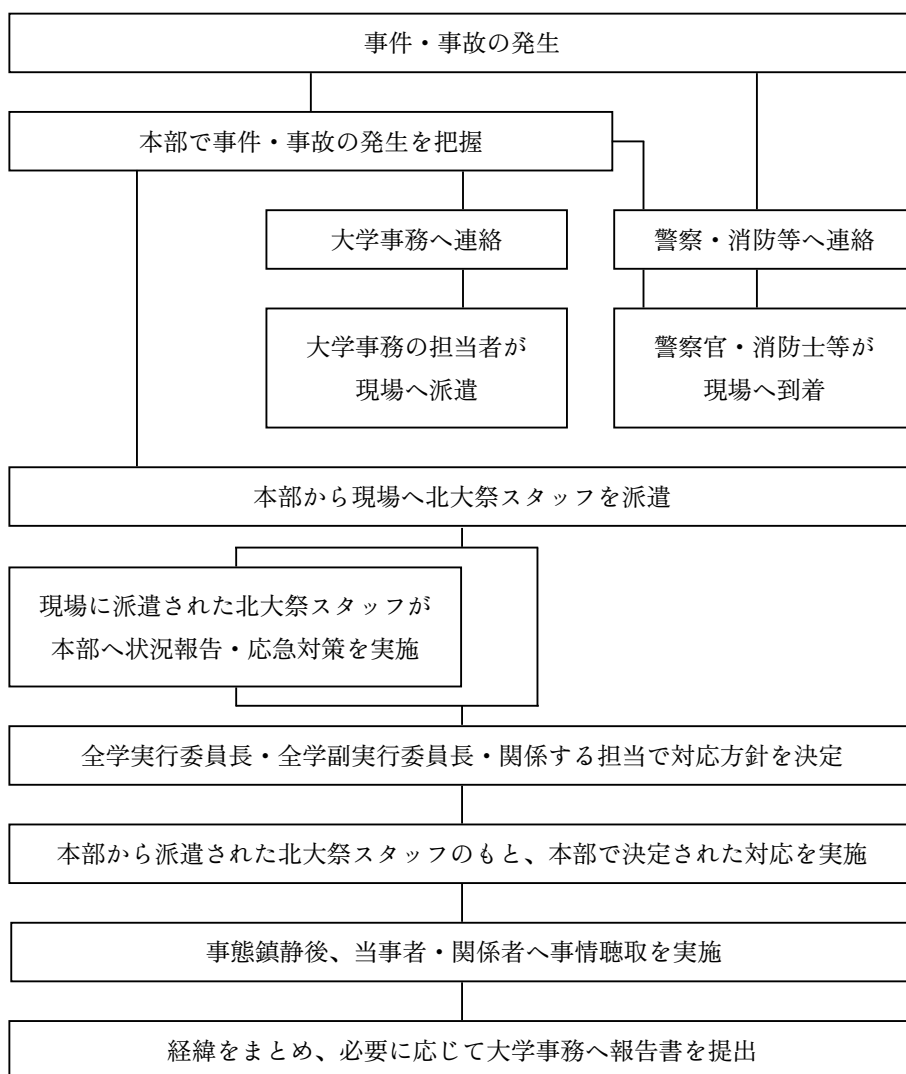 事件・事故の発生
本部で事件・事故の発生を把握
大学事務へ連絡
警察・消防等へ連絡
大学事務の担当者が
現場へ派遣
警察官・消防士等が
現場へ到着
本部から現場へ北大祭スタッフを派遣
現場に派遣された北大祭スタッフが
本部へ状況報告・応急対策を実施
全学実行委員長・全学副実行委員長・関係する担当で対応方針を決定
本部から派遣された北大祭スタッフのもと、本部で決定された対応を実施
事態鎮静後、当事者・関係者へ事情聴取を実施
経緯をまとめ、必要に応じて大学事務へ報告書を提出